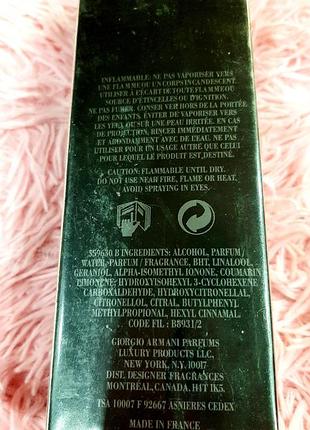 INFLAMMABLE: NE PAS VAPORISER VERS
UNE FLAMME OU UN CORPS INCANDESCENT.
UTILISER À L'ÉCART DE TOUTE FLAMME OU
SOURCE D'ÉTINCELLES OU D'IGNITION.
NE PAS FUMER. CONSERVER HORS DE LA PORTÉE
DES ENFANTS. ÉVITER DE VAPORISER VERS
LES YEUX OU SUR UNE PEAU IRRITÉE. EN CAS
DE PROJECTION, RINCER IMMÉDIATEMENT
ET ABONDAMMENT AVEC DE L'EAU. NE PAS
UTILISER POUR UN USAGE AUTRE QUE CELUI
POUR LEQUEL LE PRODUIT EST DESTINÉ.
CAUTION: FLAMMABLE UNTIL DRY.
DO NOT USE NEAR FIRE, FLAME OR HEAT.
AVOID SPRAYING IN EYES.
359630 B INGREDIENTS: ALCOHOL, PARFUM /
WATER, PARFUM / FRAGRANCE, BHT, LINALOOL,
GERANIOL, ALPHA-ISOMETHYL IONONE, COUMARIN
LIMONENE, HYDROXYISOHEXYL 3-CYCLOHEXENE
CARBOXALDEHYDE, HYDROXYCITRONELLAL,
CITRONELLOL, CITRAL, BUTYLPHENYL
METHYLPROPIONAL, HEXYL CINNAMAL.
CODE FIL : B8931/2
GIORGIO ARMANI PARFUMS
LUXURY PRODUCTS LLC,
NEW YORK, N.Y. 10017
DIST. DESIGNER FRAGRANCES
MONTRÉAL, CANADA, H4T 1K5.
TSA 10007 F 92667 ASNIERES CEDEX
MADE IN FRANCE